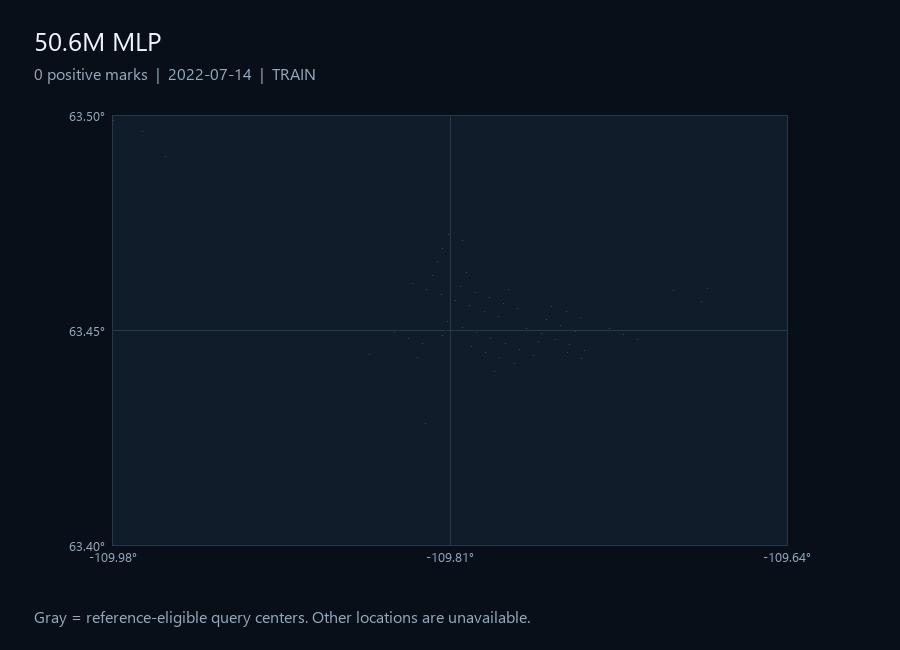 50.6M MLP
0 positive marks | 2022-07-14 | TRAIN
63.50°
63.45°
63.40°
-109.98° -109.81° -109.64°
Gray = reference-eligible query centers. Other locations are unavailable.